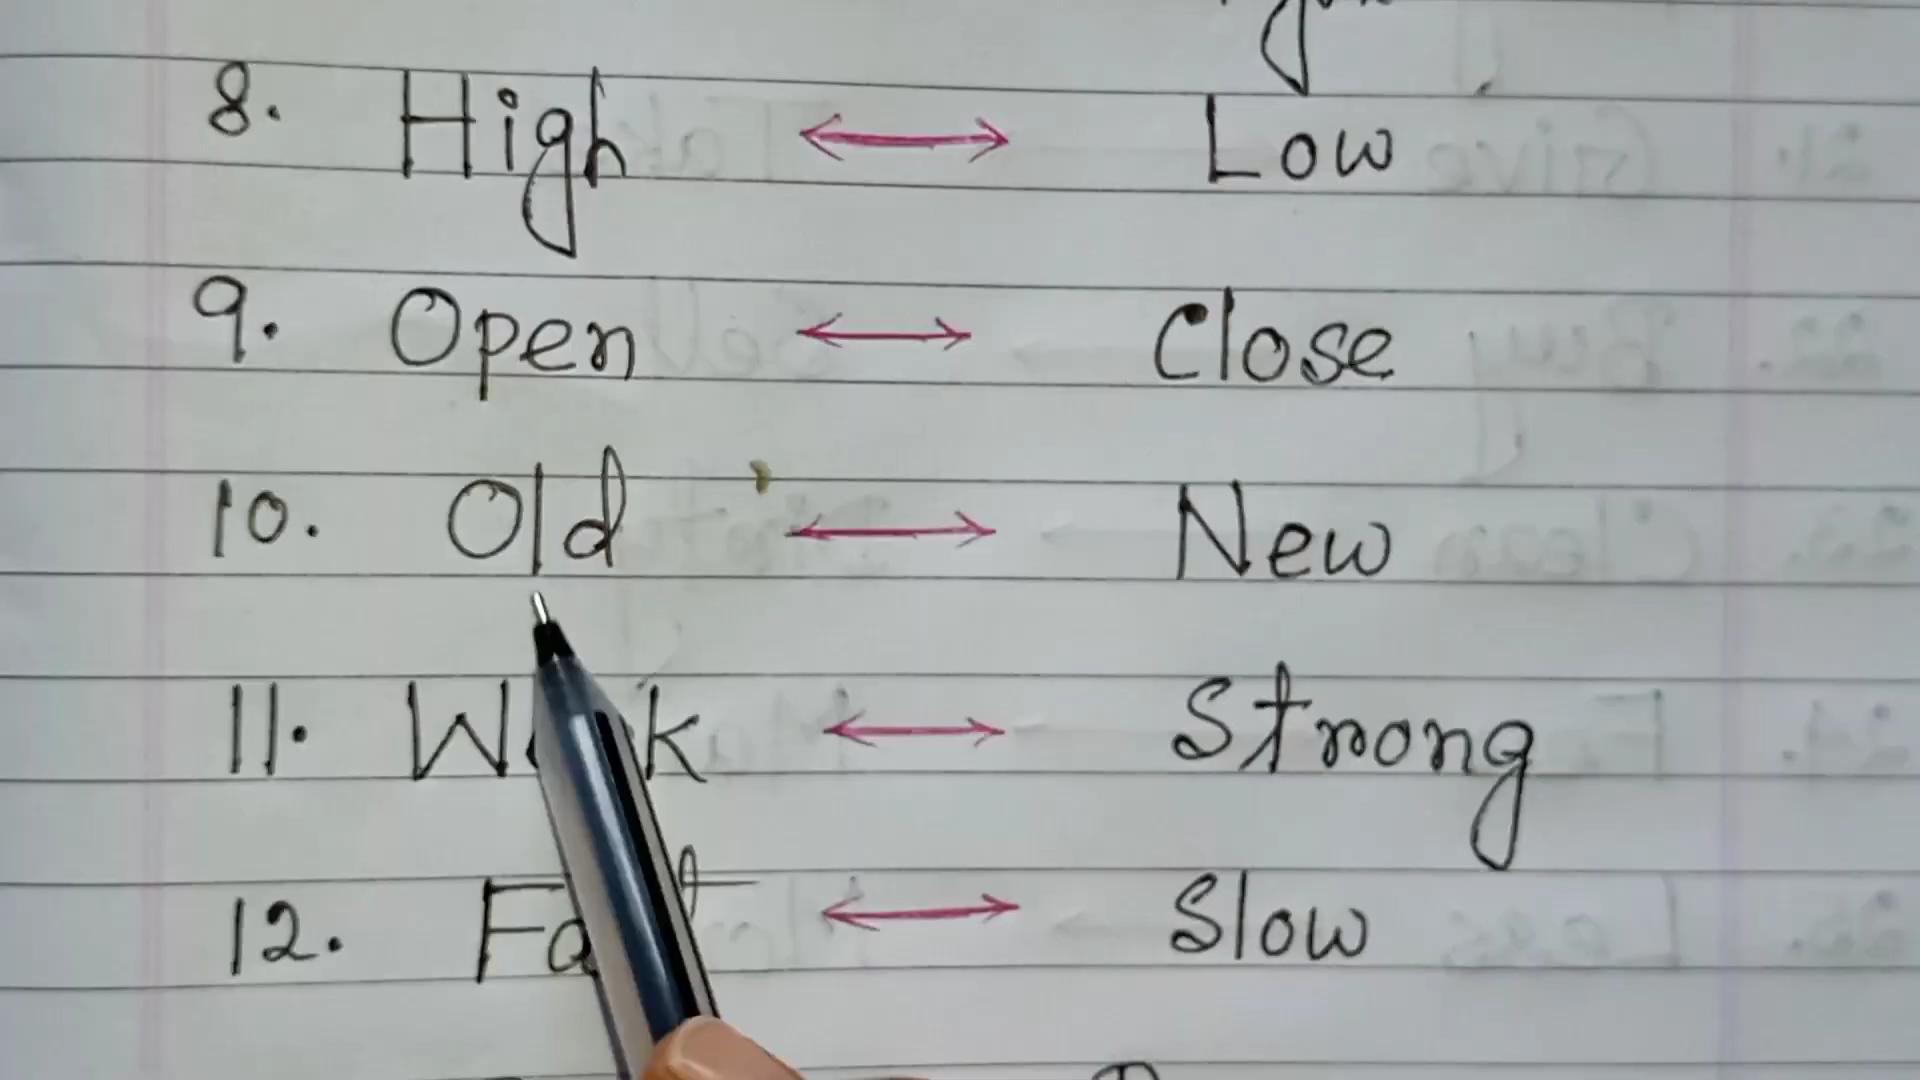 8. High ↔ Low
9. Open ↔ Close
10. Old ↔ New
11. ↔ Strong
12. ↔ Slow